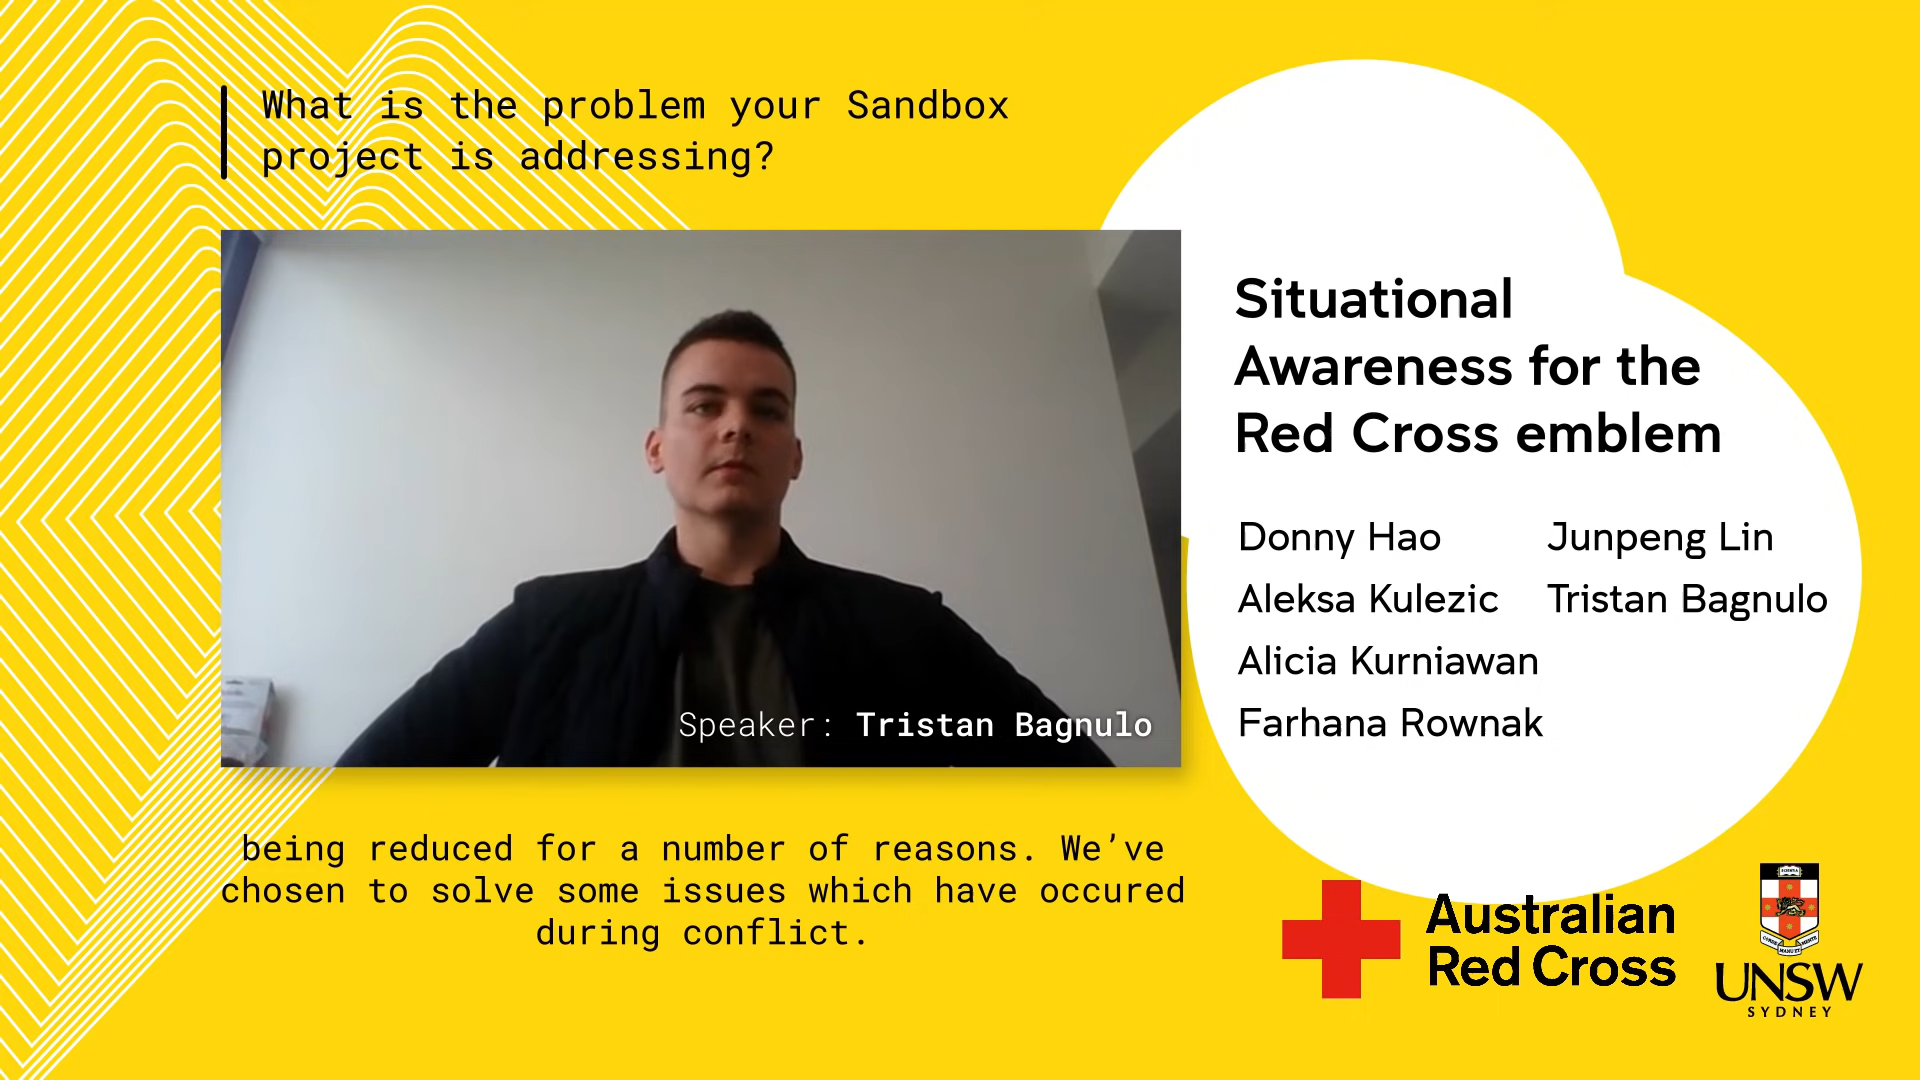 What is the problem your Sandbox
project is addressing?
Speaker: Tristan Bagnulo
being reduced for a number of reasons. We’ve
chosen to solve some issues which have occured
during conflict.
Situational
Awareness for the
Red Cross emblem
Donny Hao
Aleksa Kulezic
Alicia Kurniawan
Farhana Rownak
Junpeng Lin
Tristan Bagnulo
Australian
Red Cross
UNSW
SYDNEY